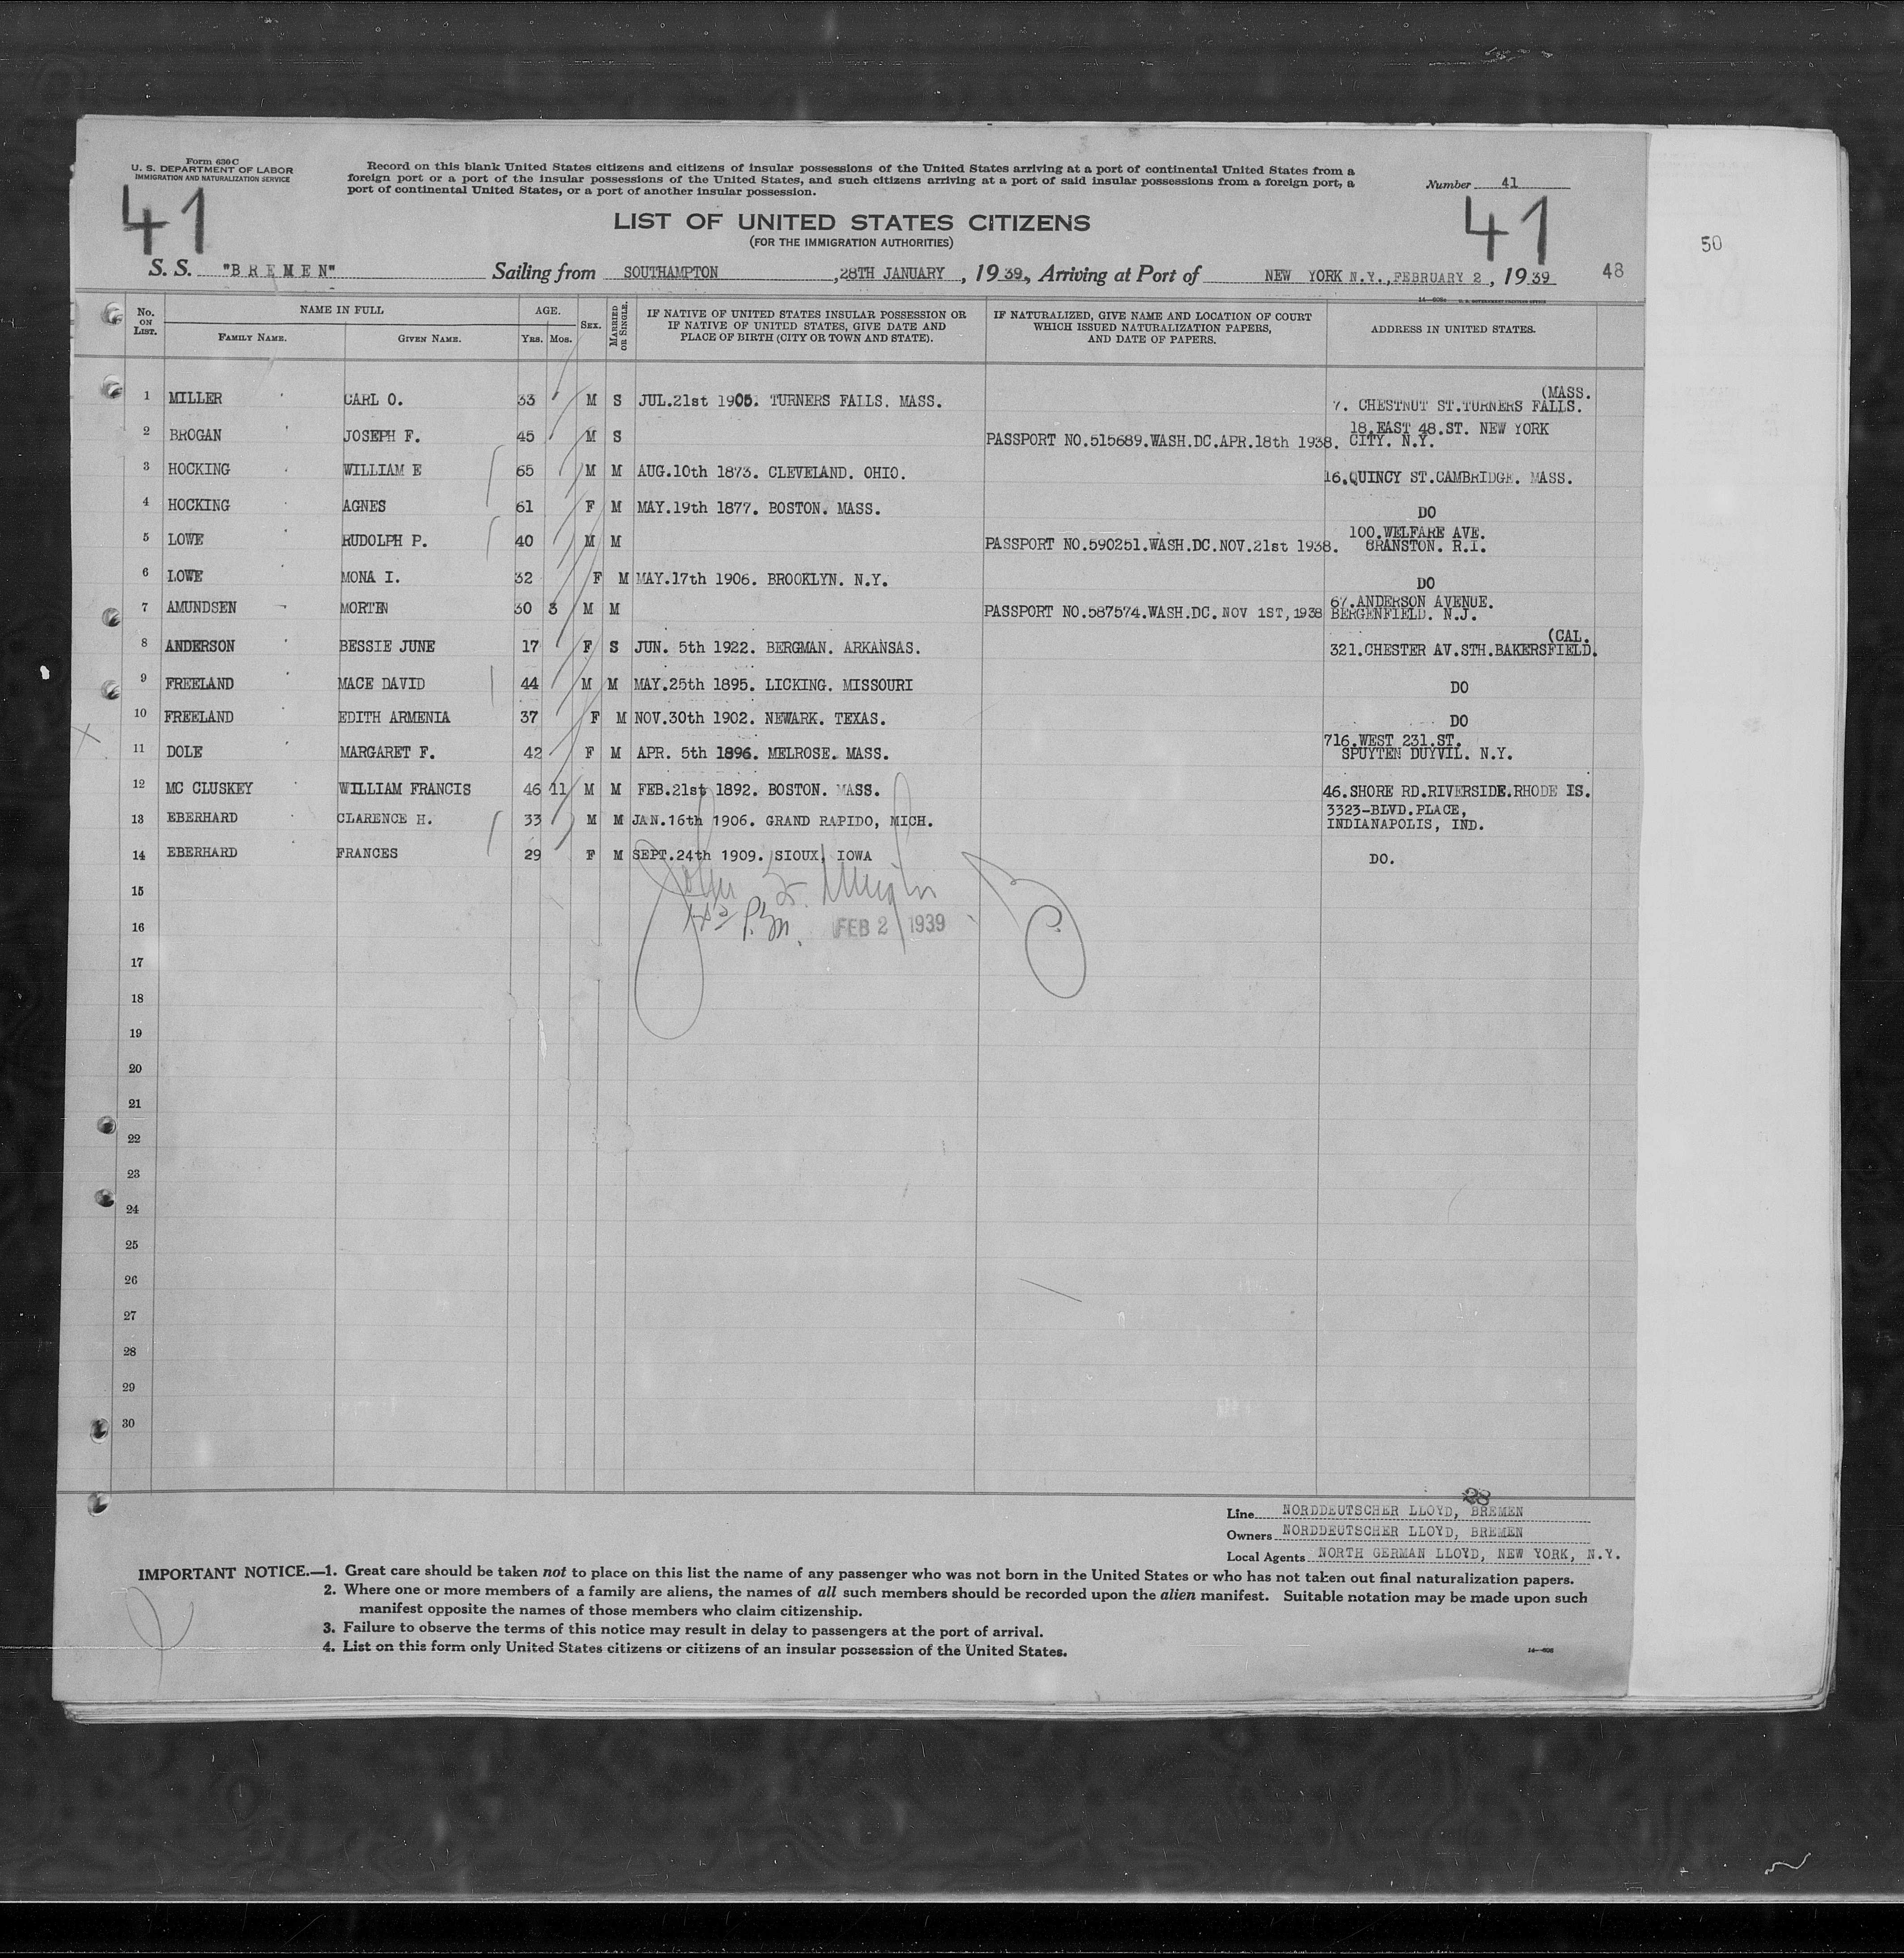 Form 630 C
U. S. DEPARTMENT OF LABOR
IMMIGRATION AND NATURALIZATION SERVICE
Record on this blank United States citizens and citizens of insular possessions of the United States arriving at a port of continental United States from a
foreign port or a port of the insular possessions of the United States, and such citizens arriving at a port of said insular possessions from a foreign port, a
port of continental United States, or a port of another insular possession.
Number 41
41
41
50
LIST OF UNITED STATES CITIZENS
(FOR THE IMMIGRATION AUTHORITIES)
S. S. "BREMEN" Sailing from SOUTHAMPTON, 28TH JANUARY, 1939, Arriving at Port of NEW YORK N.Y., FEBRUARY 2, 1939 48
No. ON LIST. NAME IN FULL AGE. SEX. MARRIED OR SINGLE. IF NATIVE OF UNITED STATES INSULAR POSSESSION OR IF NATIVE OF UNITED STATES, GIVE DATE AND PLACE OF BIRTH (CITY OR TOWN AND STATE). IF NATURALIZED, GIVE NAME AND LOCATION OF COURT WHICH ISSUED NATURALIZATION PAPERS, AND DATE OF PAPERS. ADDRESS IN UNITED STATES.
FAMILY NAME. GIVEN NAME. YRS. MOS.
1 MILLER CARL O. 33 M S JUL.21st 1905. TURNERS FALLS. MASS. 7. CHESTNUT ST.TURNERS FALLS. (MASS.
2 BROGAN JOSEPH F. 45 M S PASSPORT NO.515689.WASH.DC.APR.18th 1938. 18.EAST 48.ST. NEW YORK CITY. N.Y.
3 HOCKING WILLIAM E 65 M M AUG.10th 1873. CLEVELAND. OHIO. 16.QUINCY ST.CAMBRIDGE. MASS.
4 HOCKING AGNES 61 F M MAY.19th 1877. BOSTON. MASS. DO
5 LOWE RUDOLPH P. 40 M M PASSPORT NO.590251.WASH.DC.NOV.21st 1938. 100.WELFARE AVE. CRANSTON. R.I.
6 LOWE MONA I. 32 F M MAY.17th 1906. BROOKLYN. N.Y. DO
7 AMUNDSEN MORTEN 30 3 M M PASSPORT NO.587574.WASH.DC. NOV 1ST,1938 67.ANDERSON AVENUE. BERGENFIELD. N.J.
8 ANDERSON BESSIE JUNE 17 F S JUN. 5th 1922. BERGMAN. ARKANSAS. 321.CHESTER AV.STH.BAKERSFIELD. (CAL.
9 FREELAND MACE DAVID 44 M M MAY.25th 1895. LICKING. MISSOURI DO
10 FREELAND EDITH ARMENIA 37 F M NOV.30th 1902. NEWARK. TEXAS. DO
11 DOLE MARGARET F. 42 F M APR. 5th 1896. MELROSE. MASS. 716.WEST 231.ST. SPUYTEN DUYVIL. N.Y.
12 MC CLUSKEY WILLIAM FRANCIS 46 11 M M FEB.21st 1892. BOSTON. MASS. 46.SHORE RD.RIVERSIDE.RHODE IS.
13 EBERHARD CLARENCE H. 33 M M JAN.16th 1906. GRAND RAPIDO, MICH. 3323-BLVD.PLACE, INDIANAPOLIS, IND.
14 EBERHARD FRANCES 29 F M SEPT.24th 1909. SIOUX, IOWA DO.
15
16 FEB 2 1939
17
18
19
20
21
22
23
24
25
26
27
28
29
30
28
Line NORDDEUTSCHER LLOYD, BREMEN
Owners NORDDEUTSCHER LLOYD, BREMEN
Local Agents NORTH GERMAN LLOYD, NEW YORK, N.Y.
IMPORTANT NOTICE.—1. Great care should be taken not to place on this list the name of any passenger who was not born in the United States or who has not taken out final naturalization papers.
2. Where one or more members of a family are aliens, the names of all such members should be recorded upon the alien manifest. Suitable notation may be made upon such
manifest opposite the names of those members who claim citizenship.
3. Failure to observe the terms of this notice may result in delay to passengers at the port of arrival.
4. List on this form only United States citizens or citizens of an insular possession of the United States.